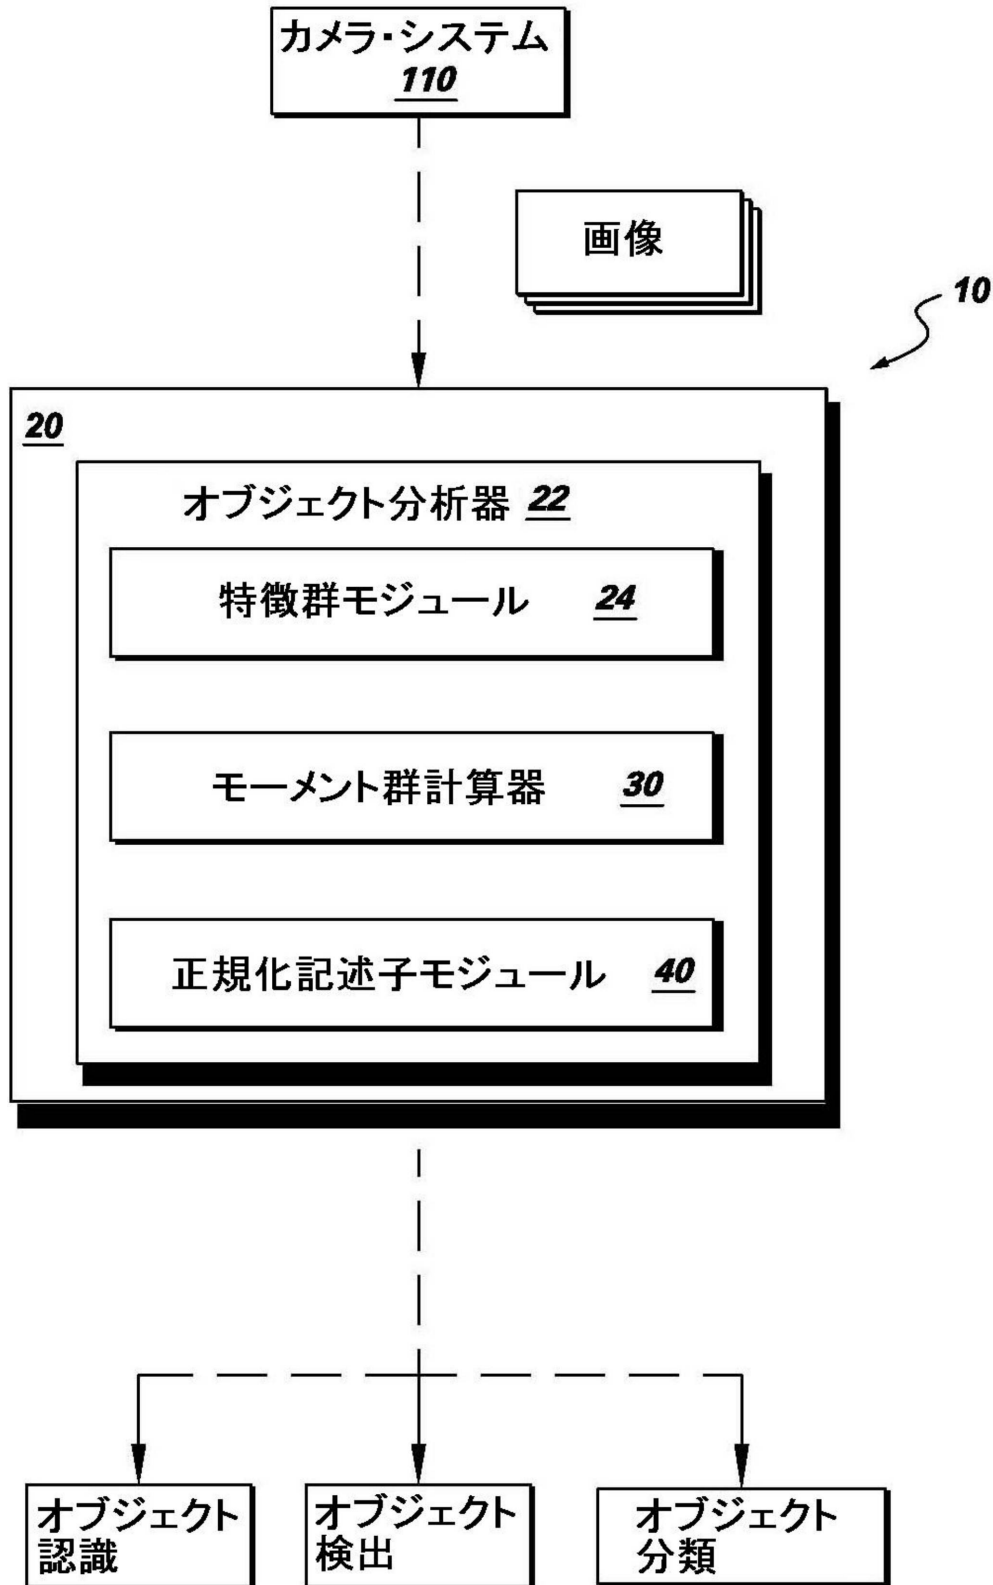 カメラ・システム
110
画像
10
20
オブジェクト分析器 22
特徴群モジュール 24
モーメント群計算器 30
正規化記述子モジュール 40
オブジェクト
認識
オブジェクト
検出
オブジェクト
分類